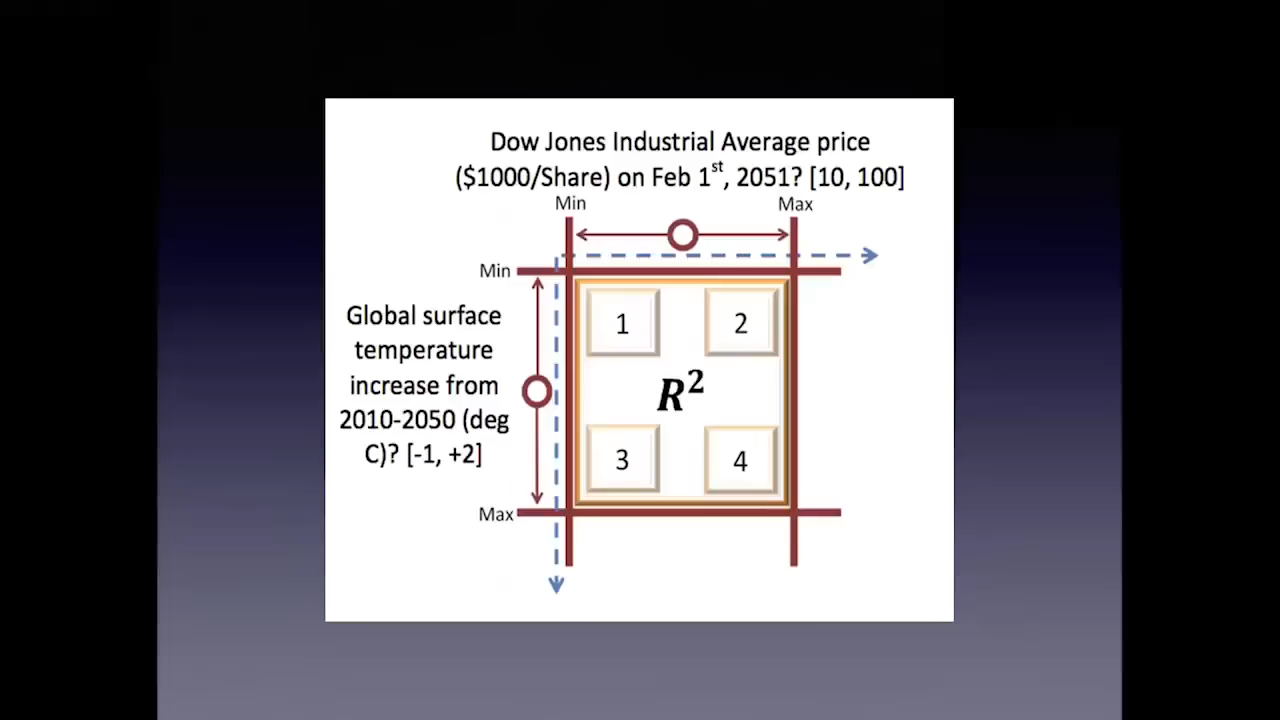 Dow Jones Industrial Average price
($1000/Share) on Feb 1st, 2051? [10, 100]
Min
Max
Min
Global surface
temperature
increase from
2010-2050 (deg
C)? [-1, +2]
1
2
R²
3
4
Max